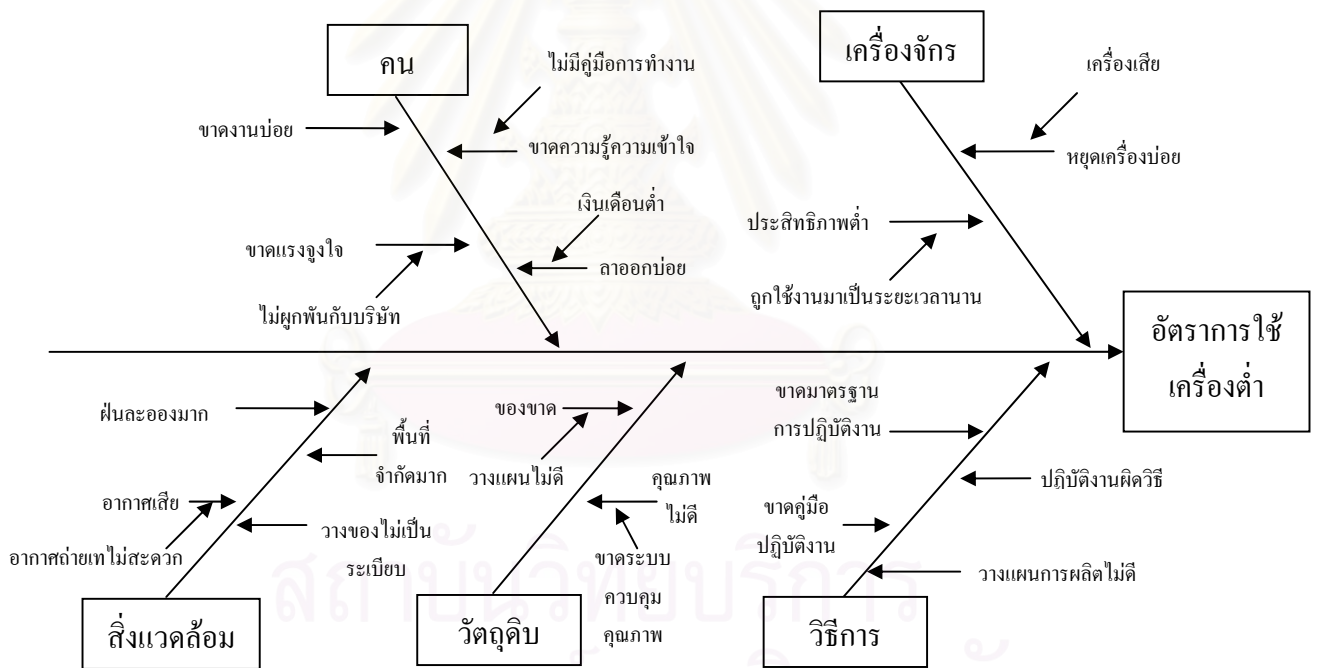 คน
เครื่องจักร
ไม่มีคู่มือการทำงาน
เครื่องเสีย
ขาดงานบ่อย
ขาดความรู้ความเข้าใจ
หยุดเครื่องบ่อย
เงินเดือนต่ำ
ประสิทธิภาพต่ำ
ขาดแรงจูงใจ
ลาออกบ่อย
ถูกใช้งานมาเป็นระยะเวลานาน
ไม่ผูกพันกับบริษัท
อัตราการใช้
เครื่องต่ำ
ฝุ่นละอองมาก
พื้นที่
จำกัดมาก
อากาศเสีย
อากาศถ่ายเทไม่สะดวก
วางของไม่เป็น
ระเบียบ
สิ่งแวดล้อม
ของขาด
วางแผนไม่ดี
คุณภาพ
ไม่ดี
ขาดระบบ
ควบคุม
คุณภาพ
วัตถุดิบ
ขาดมาตรฐาน
การปฏิบัติงาน
ปฏิบัติงานผิดวิธี
ขาดคู่มือ
ปฏิบัติงาน
วางแผนการผลิตไม่ดี
วิธีการ
สถาบันวิทยบริการ